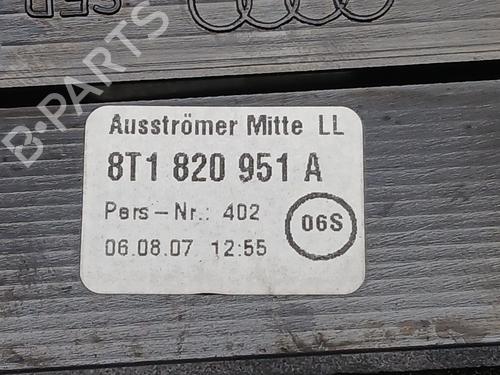 B-PARTS
Ausströmer Mitte LL
8T1 820 951 A
Pers-Nr.: 402
06S
06.08.07 12:55